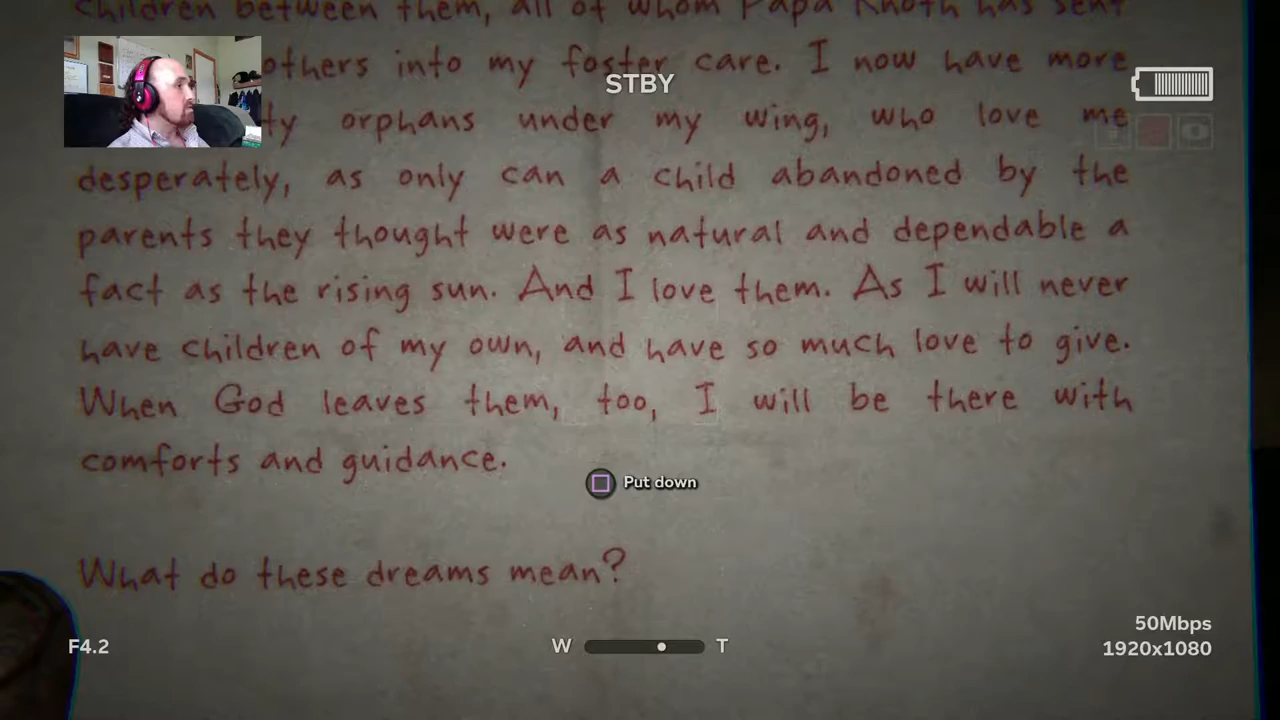 children between them, all of whom Papa Knoth has sent
others into my foster care. I now have more
STBY
orphans under my wing, who love me
desperately, as only can a child abandoned by the
parents they thought were as natural and dependable a
fact as the rising sun. And I love them. As I will never
have children of my own, and have so much love to give.
When God leaves them, too, I will be there with
comforts and guidance.
Put down
What do these dreams mean?
50Mbps
F4.2
W
T
1920x1080